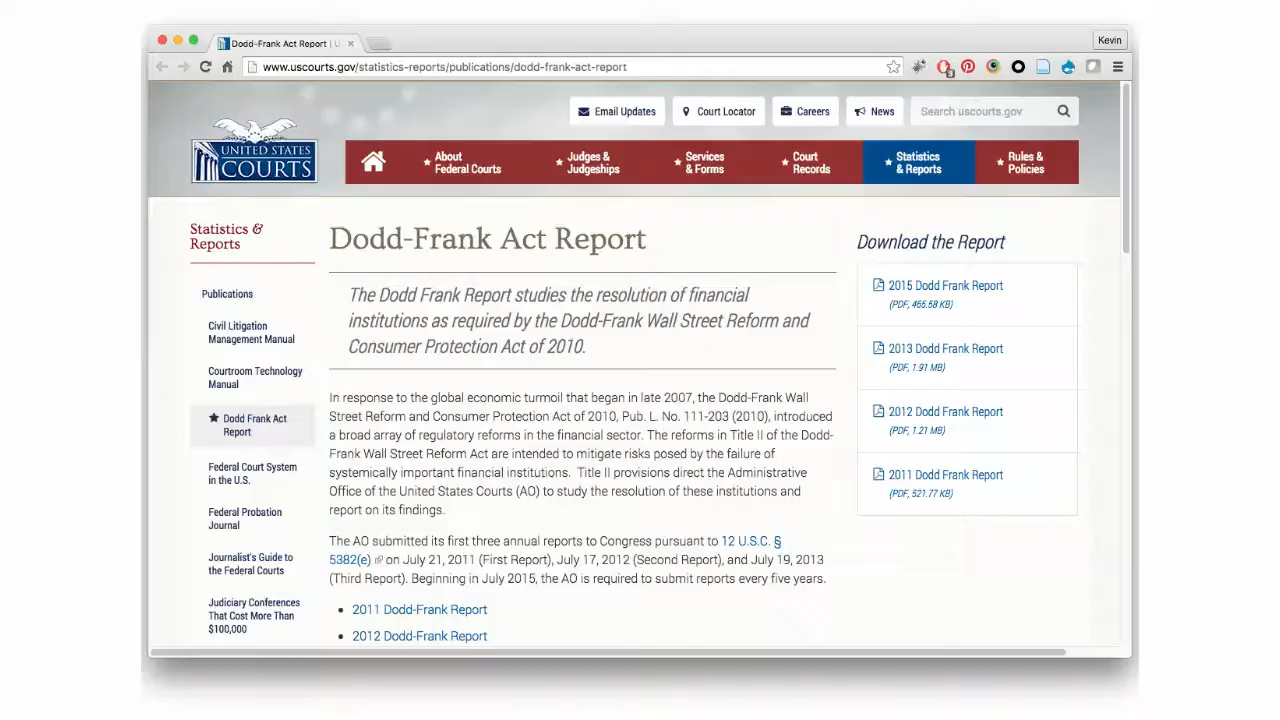 Dodd-Frank Act Report | U
Kevin
www.uscourts.gov/statistics-reports/publications/dodd-frank-act-report
Email Updates
Court Locator
Careers
News
Search uscourts.gov
UNITED STATES
COURTS
About
Federal Courts
Judges &
Judgeships
Services
& Forms
Court
Records
Statistics
& Reports
Rules &
Policies
Statistics &
Reports
Publications
Civil Litigation
Management Manual
Courtroom Technology
Manual
Dodd Frank Act
Report
Federal Court System
in the U.S.
Federal Probation
Journal
Journalist's Guide to
the Federal Courts
Judiciary Conferences
That Cost More Than
$100,000
Dodd-Frank Act Report
The Dodd Frank Report studies the resolution of financial
institutions as required by the Dodd-Frank Wall Street Reform and
Consumer Protection Act of 2010.
In response to the global economic turmoil that began in late 2007, the Dodd-Frank Wall
Street Reform and Consumer Protection Act of 2010, Pub. L. No. 111-203 (2010), introduced
a broad array of regulatory reforms in the financial sector. The reforms in Title II of the Dodd-
Frank Wall Street Reform Act are intended to mitigate risks posed by the failure of
systemically important financial institutions. Title II provisions direct the Administrative
Office of the United States Courts (AO) to study the resolution of these institutions and
report on its findings.
The AO submitted its first three annual reports to Congress pursuant to 12 U.S.C. §
5382(e) on July 21, 2011 (First Report), July 17, 2012 (Second Report), and July 19, 2013
(Third Report). Beginning in July 2015, the AO is required to submit reports every five years.
• 2011 Dodd-Frank Report
• 2012 Dodd-Frank Report
Download the Report
2015 Dodd Frank Report
(PDF, 466.58 KB)
2013 Dodd Frank Report
(PDF, 1.91 MB)
2012 Dodd Frank Report
(PDF, 1.21 MB)
2011 Dodd Frank Report
(PDF, 521.77 KB)